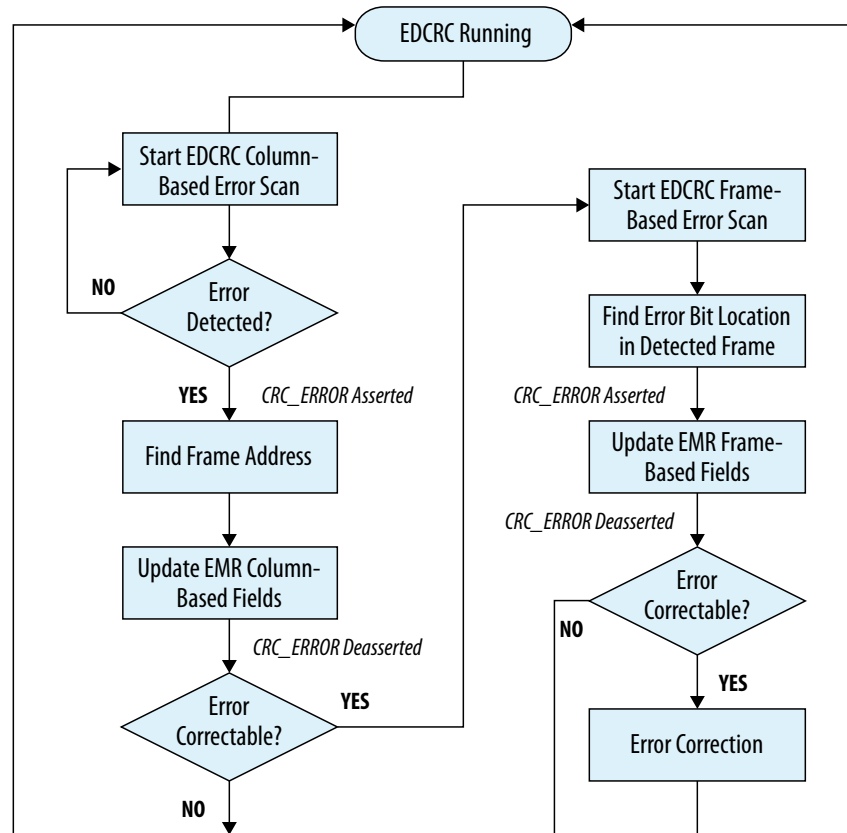 EDCRC Running
Start EDCRC Column-
Based Error Scan
NO
Error
Detected?
YES
CRC_ERROR Asserted
Find Frame Address
Update EMR Column-
Based Fields
CRC_ERROR Deasserted
Error
Correctable?
YES
NO
Start EDCRC Frame-
Based Error Scan
Find Error Bit Location
in Detected Frame
CRC_ERROR Asserted
Update EMR Frame-
Based Fields
CRC_ERROR Deasserted
Error
Correctable?
NO
YES
Error Correction